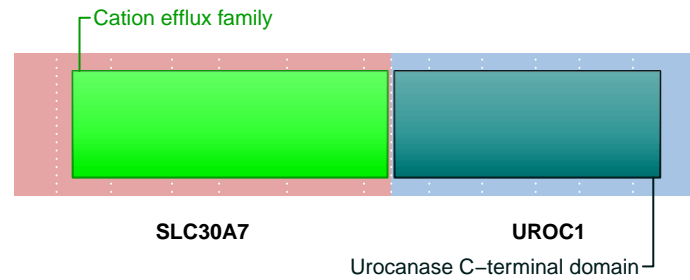 Cation efflux family
SLC30A7 UROC1
Urocanase C−terminal domain